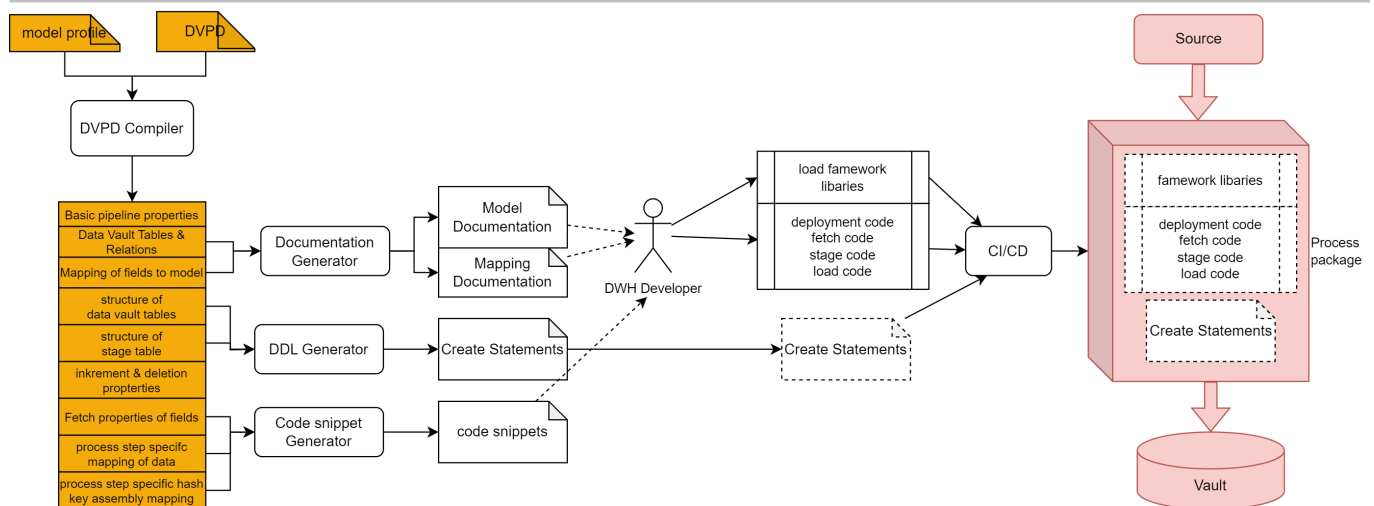 model profile
DVPD
DVPD Compiler
Basic pipeline properties
Data Vault Tables &
Relations
Mapping of fields to model
structure of
data vault tables
structure of
stage table
inkrement & deletion
propterties
Fetch properties of fields
process step specifc
mapping of data
process step specific hash
key assembly mapping
Documentation
Generator
DDL Generator
Code snippet
Generator
Model
Documentation
Mapping
Documentation
Create Statements
code snippets
DWH Developer
load famework
libaries
deployment code
fetch code
stage code
load code
Create Statements
CI/CD
Source
famework libaries
deployment code
fetch code
stage code
load code
Create Statements
Process
package
Vault